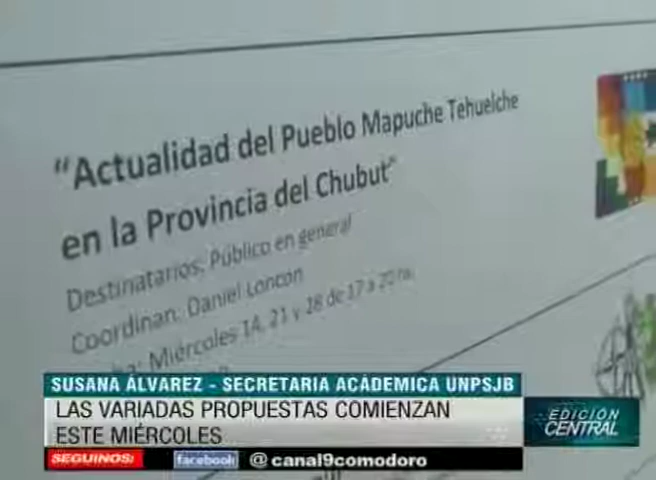 "Actualidad del Pueblo Mapuche Tehuelche
en la Provincia del Chubut"
Destinatarios: Público en general
Coordinan: Daniel Loncon
Miércoles 14, 21 y 28 de 17 a 20 hs.
SUSANA ÁLVAREZ - SECRETARIA ACÁDEMICA UNPSJB
LAS VARIADAS PROPUESTAS COMIENZAN
ESTE MIÉRCOLES
EDICIÓN
CENTRAL
SEGUINOS! facebook @canal9comodoro